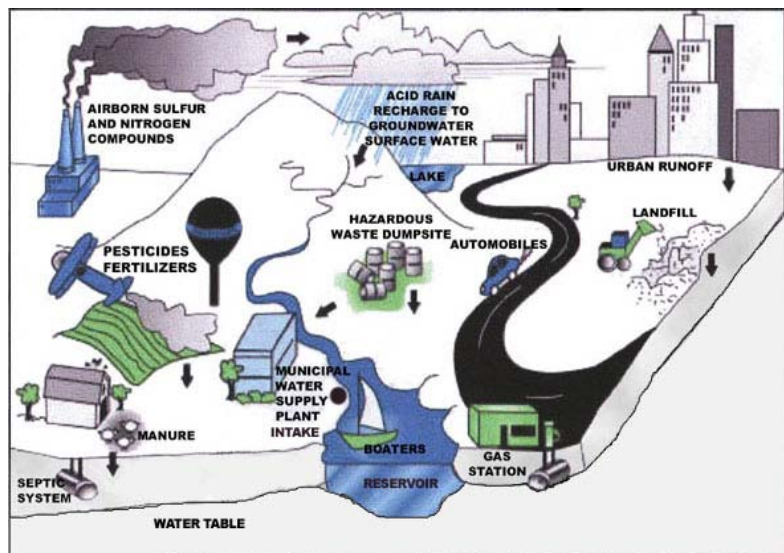 AIRBORN SULFUR
AND NITROGEN
COMPOUNDS
ACID RAIN
RECHARGE TO
GROUNDWATER
SURFACE WATER
LAKE
URBAN RUNOFF
PESTICIDES
FERTILIZERS
HAZARDOUS
WASTE DUMPSITE
AUTOMOBILES
LANDFILL
MUNICIPAL
WATER
SUPPLY
PLANT
INTAKE
MANURE
BOATERS
GAS
STATION
SEPTIC
SYSTEM
RESERVOIR
WATER TABLE